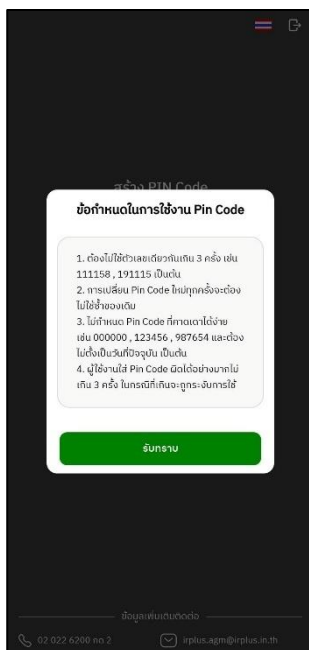 สร้าง PIN Code
ข้อกำหนดในการใช้งาน Pin Code
1. ต้องไม่ใช้ตัวเลขเดียวกันเกิน 3 ครั้ง เช่น
111158 , 191115 เป็นต้น
2. การเปลี่ยน Pin Code ใหม่ทุกครั้งจะต้อง
ไม่ใช้ซ้ำของเดิม
3. ไม่กำหนด Pin Code ที่คาดเดาได้ง่าย
เช่น 000000 , 123456 , 987654 และต้อง
ไม่ตั้งเป็นวันที่ปัจจุบัน เป็นต้น
4. ผู้ใช้งานใส่ Pin Code ผิดได้อย่างมากไม่
เกิน 3 ครั้ง ในกรณีที่เกินจะถูกระงับการใช้
รับทราบ
ข้อมูลเพิ่มเติมติดต่อ
02 022 6200 กด 2
irplus.agm@irplus.in.th